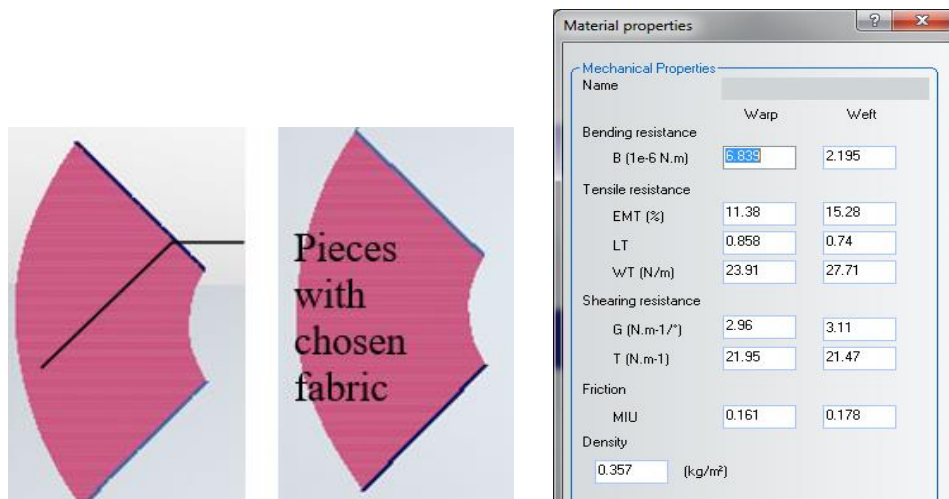 Pieces
with
chosen
fabric
Material properties
Mechanical Properties
Name
Warp Weft
Bending resistance
B (1e-6 N.m) 6.839 2.195
Tensile resistance
EMT (%) 11.38 15.28
LT 0.858 0.74
WT (N/m) 23.91 27.71
Shearing resistance
G (N.m-1/°) 2.96 3.11
T (N.m-1) 21.95 21.47
Friction
MIU 0.161 0.178
Density
0.357 (kg/m²)